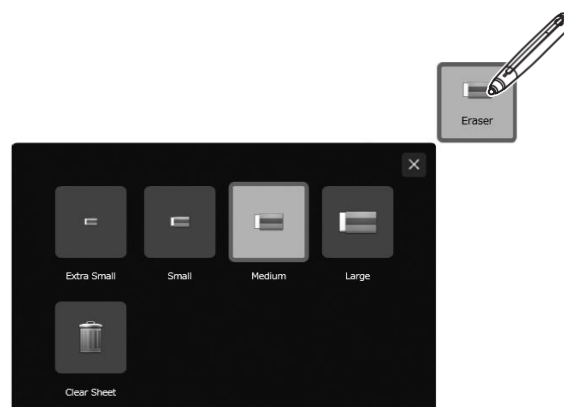 Eraser
Extra Small
Small
Medium
Large
Clear Sheet